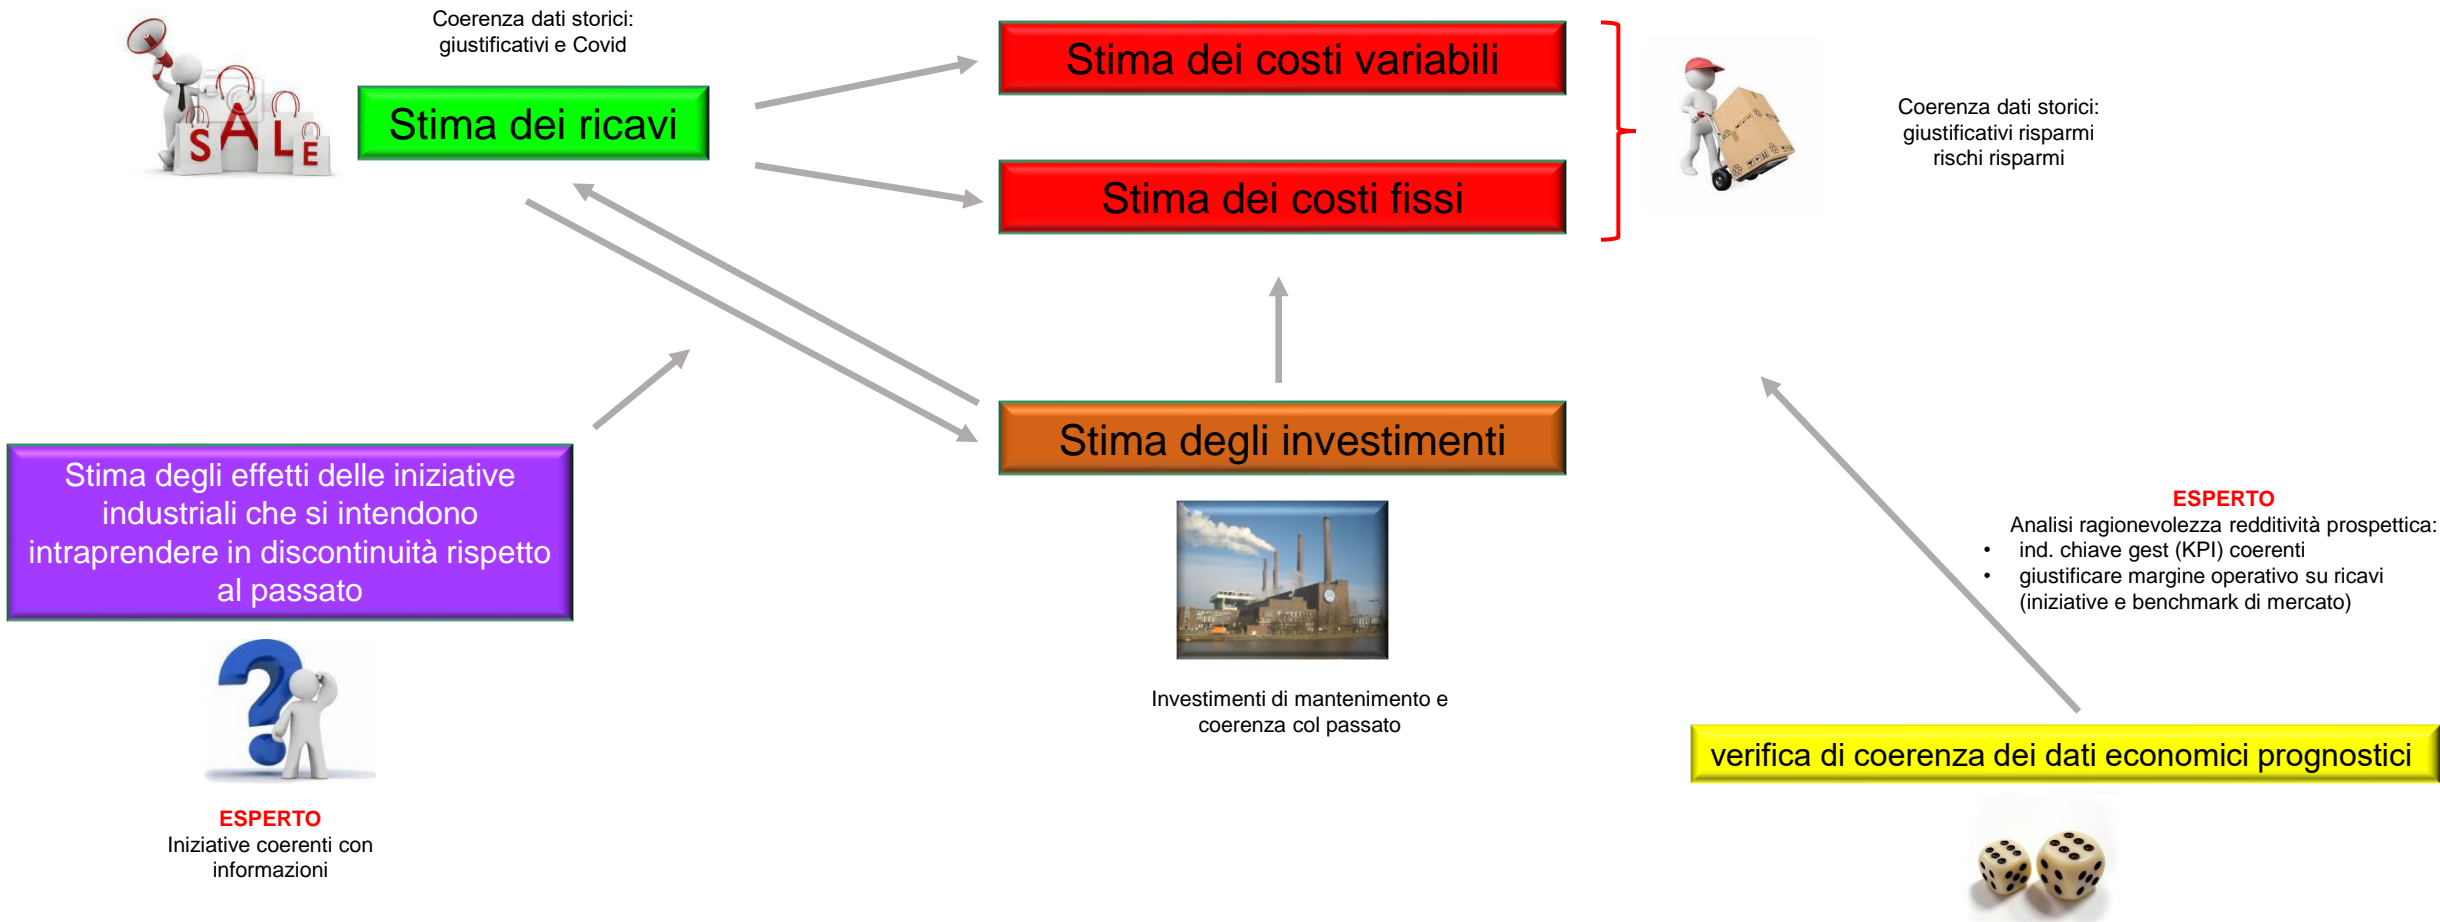 Coerenza dati storici:
giustificativi e Covid
SALE
Stima dei ricavi
Stima dei costi variabili
Stima dei costi fissi
Coerenza dati storici:
giustificativi risparmi
rischi risparmi
Stima degli investimenti
Stima degli effetti delle iniziative
industriali che si intendono
intraprendere in discontinuità rispetto
al passato
ESPERTO
Iniziative coerenti con
informazioni
Investimenti di mantenimento e
coerenza col passato
ESPERTO
Analisi ragionevolezza redditività prospettica:
• ind. chiave gest (KPI) coerenti
• giustificare margine operativo su ricavi
(iniziative e benchmark di mercato)
verifica di coerenza dei dati economici prognostici